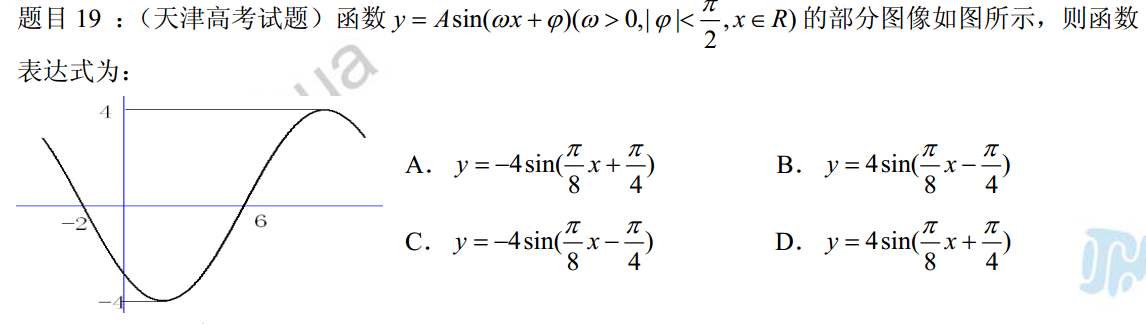 题目 19 ：（天津高考试题）函数 y = A sin(ωx + φ)(ω > 0,| φ |< π/2 , x ∈ R) 的部分图像如图所示，则函数
表达式为：
ua
4
−2
6
−4
A． y = −4 sin(π/8 x + π/4)
B． y = 4 sin(π/8 x − π/4)
C． y = −4 sin(π/8 x − π/4)
D． y = 4 sin(π/8 x + π/4)